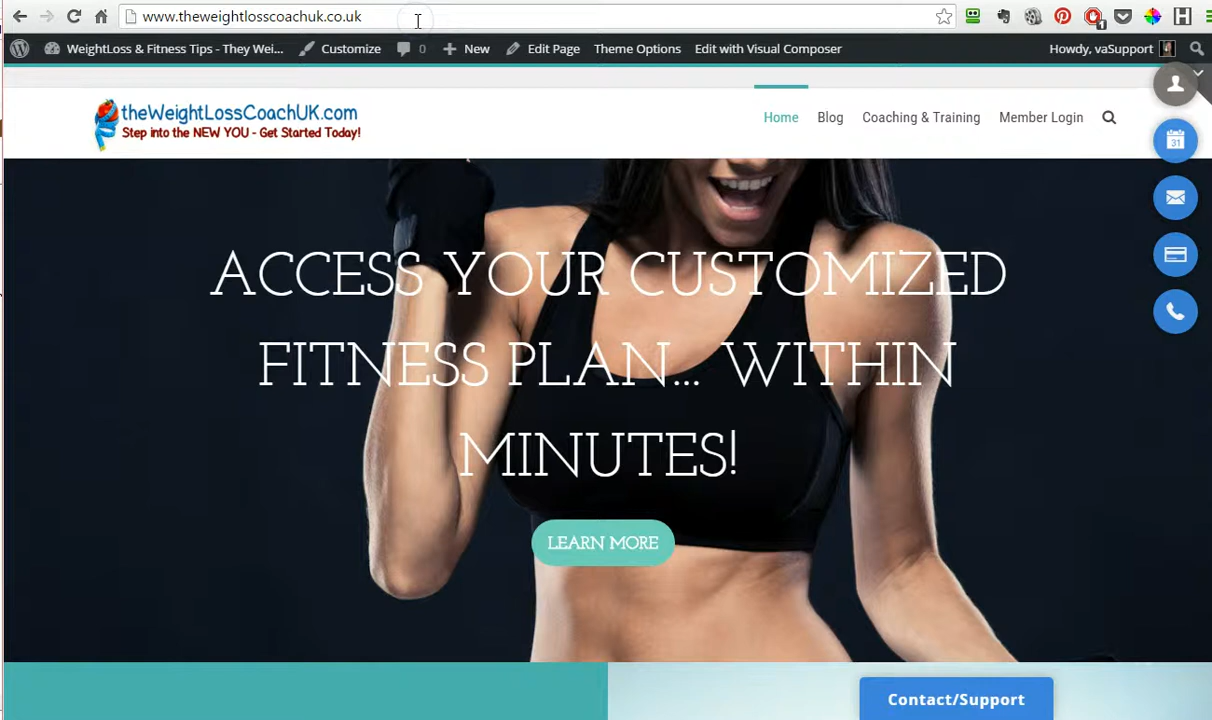 www.theweightlosscoachuk.co.uk
WeightLoss & Fitness Tips - They Wei...
Customize
0
New
Edit Page
Theme Options
Edit with Visual Composer
Howdy, vaSupport
theWeightLossCoachUK.com
Step into the NEW YOU - Get Started Today!
Home
Blog
Coaching & Training
Member Login
31
ACCESS YOUR CUSTOMIZED
FITNESS PLAN... WITHIN
MINUTES!
LEARN MORE
Contact/Support